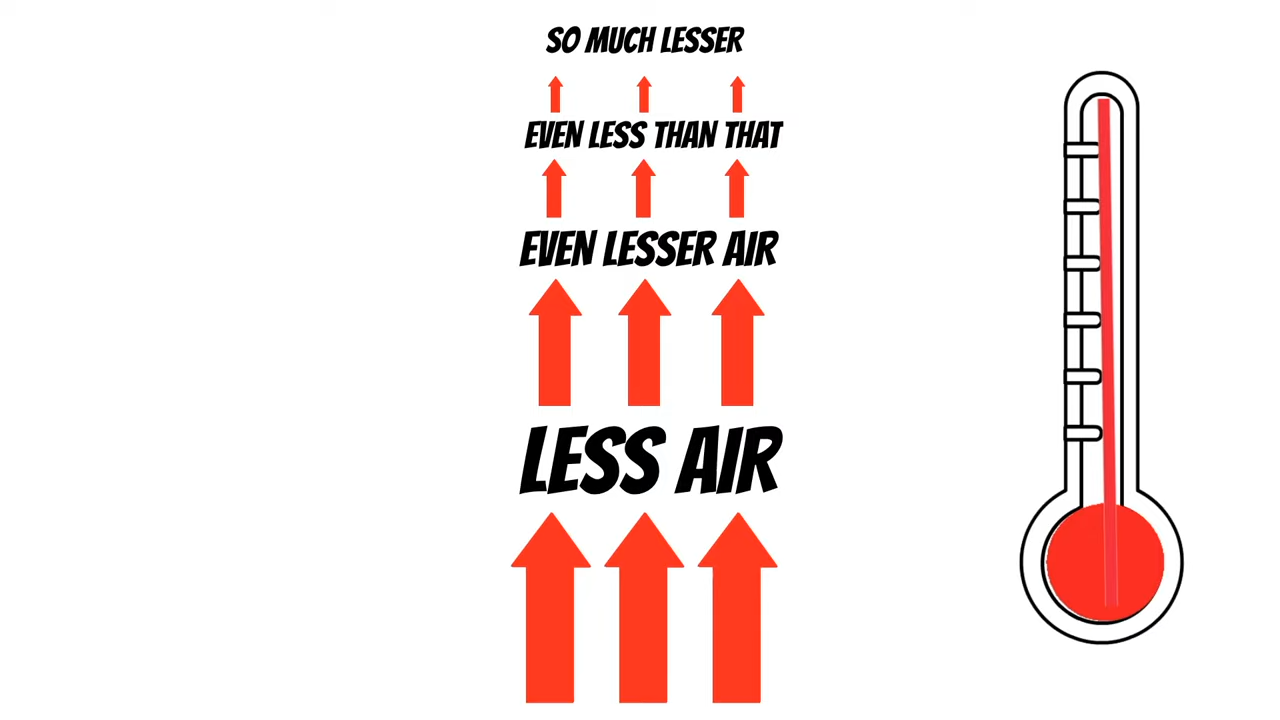 SO MUCH LESSER
EVEN LESS THAN THAT
EVEN LESSER AIR
LESS AIR